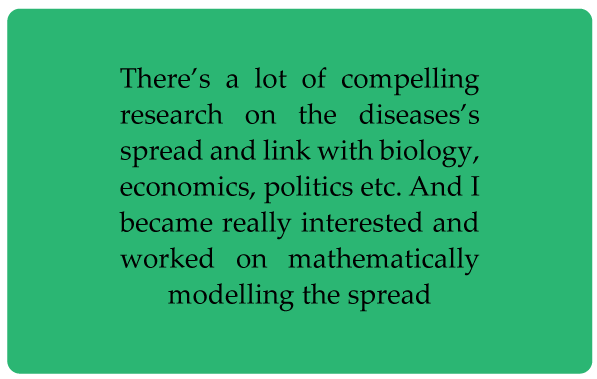 There’s a lot of compelling
research on the diseases’s
spread and link with biology,
economics, politics etc. And I
became really interested and
worked on mathematically
modelling the spread